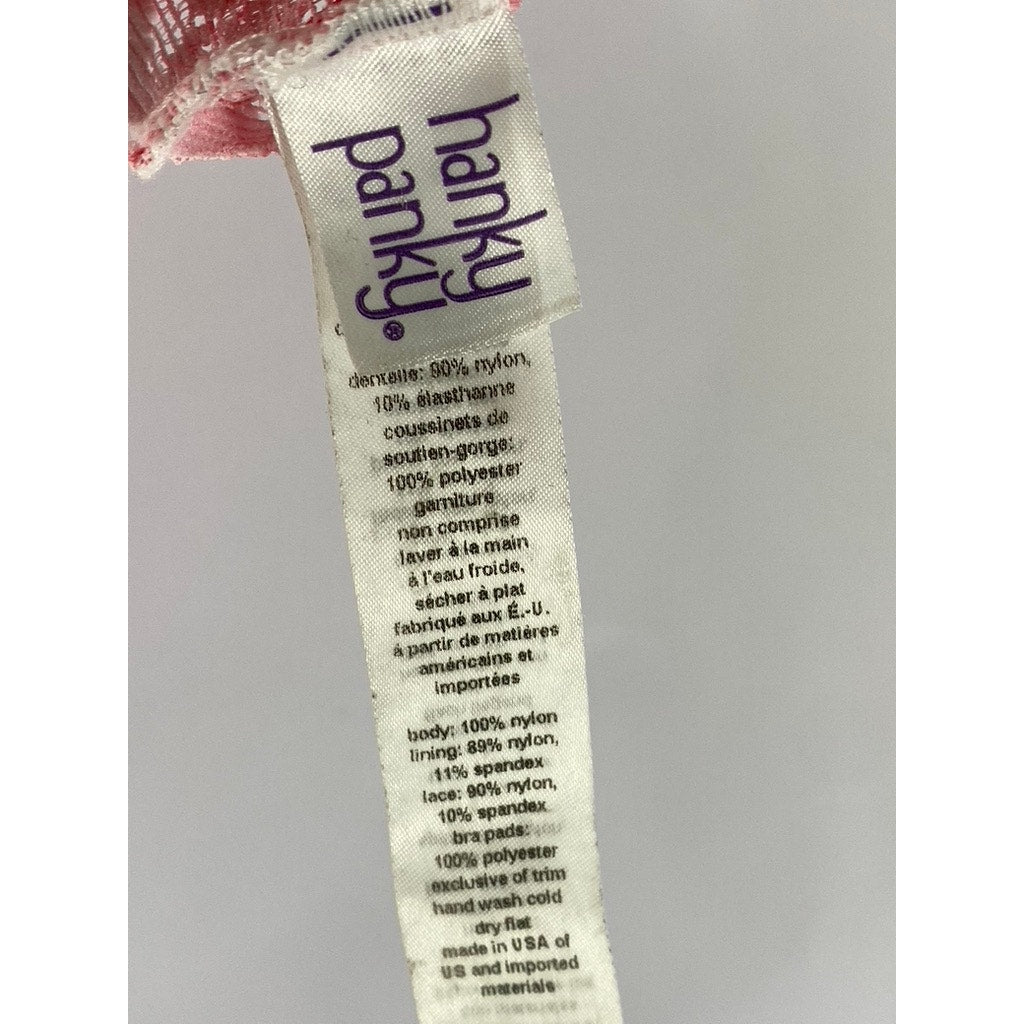 hanky
panky®
dentelle: 90% nylon,
10% élasthanne
coussinets de
soutien-gorge:
100% polyester
garniture
non comprise
laver à la main
à l'eau froide,
sécher à plat
fabriqué aux É.-U.
à partir de matières
américains et
importées
body: 100% nylon
lining: 89% nylon,
11% spandex
lace: 90% nylon,
10% spandex
bra pads:
100% polyester
exclusive of trim
hand wash cold
dry flat
made in USA of
US and imported
materials